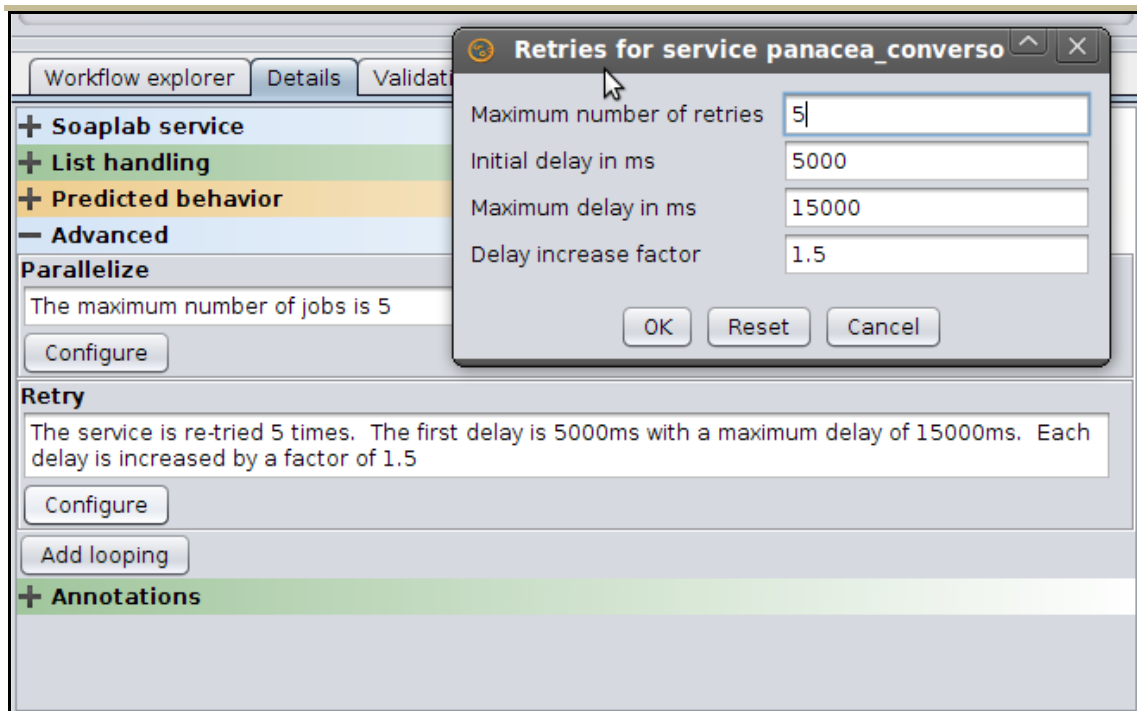 Workflow explorer
Details
Validati
Soaplab service
List handling
Predicted behavior
Advanced
Parallelize
The maximum number of jobs is 5
Configure
Retry
The service is re-tried 5 times. The first delay is 5000ms with a maximum delay of 15000ms. Each
delay is increased by a factor of 1.5
Configure
Add looping
Annotations
Retries for service panacea_converso
Maximum number of retries 5
Initial delay in ms 5000
Maximum delay in ms 15000
Delay increase factor 1.5
OK Reset Cancel